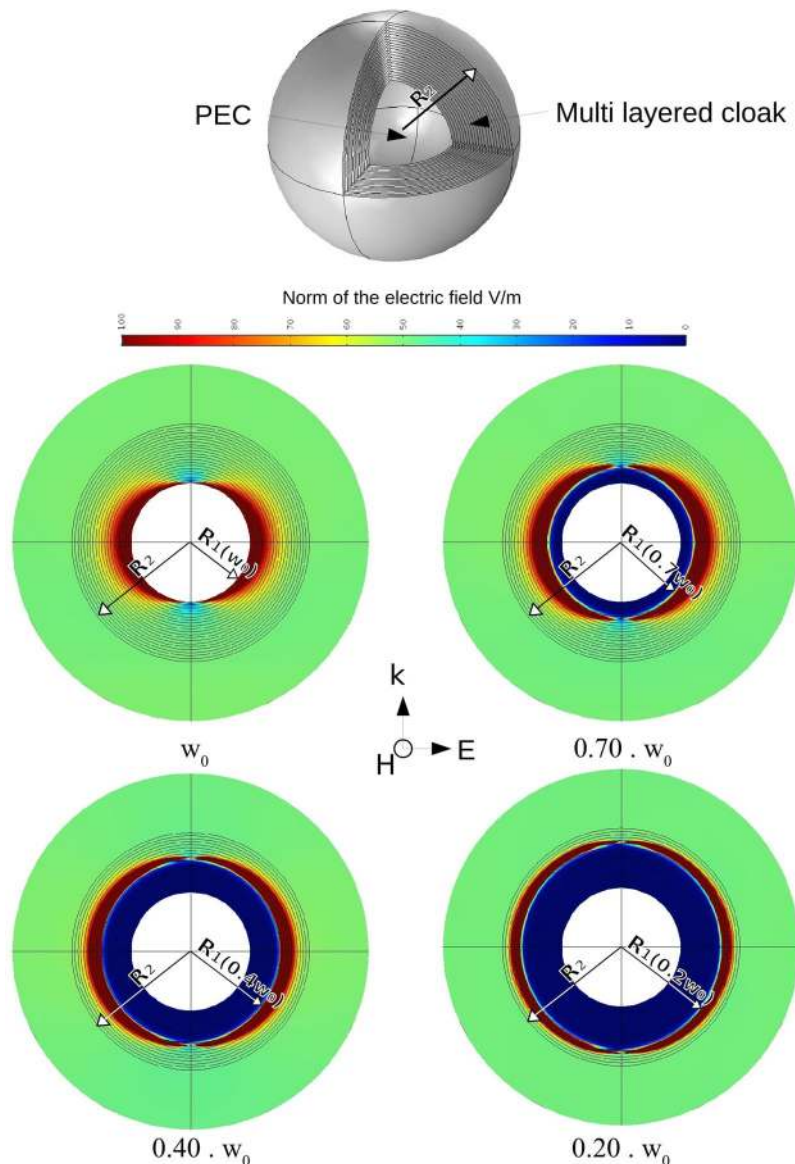 PEC
R₂
Multi layered cloak
Norm of the electric field V/m
100 90 80 70 60 50 40 30 20 10 0
R₂
R₁(w₀)
R₂
R₁(0.7w₀)
w₀
k
H
E
0.70 . w₀
R₂
R₁(0.4w₀)
R₂
R₁(0.2w₀)
0.40 . w₀
0.20 . w₀